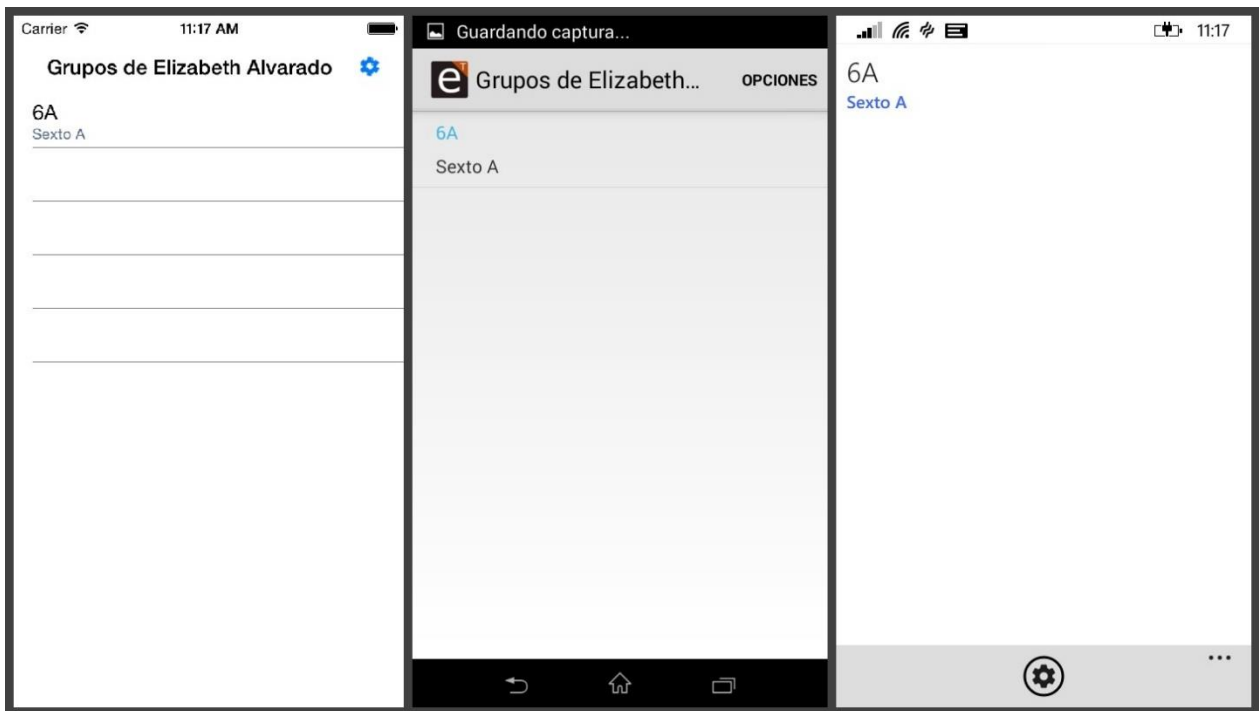 Carrier 11:17 AM
Grupos de Elizabeth Alvarado
6A
Sexto A
Guardando captura...
e T Grupos de Elizabeth... OPCIONES
6A
Sexto A
11:17
6A
Sexto A